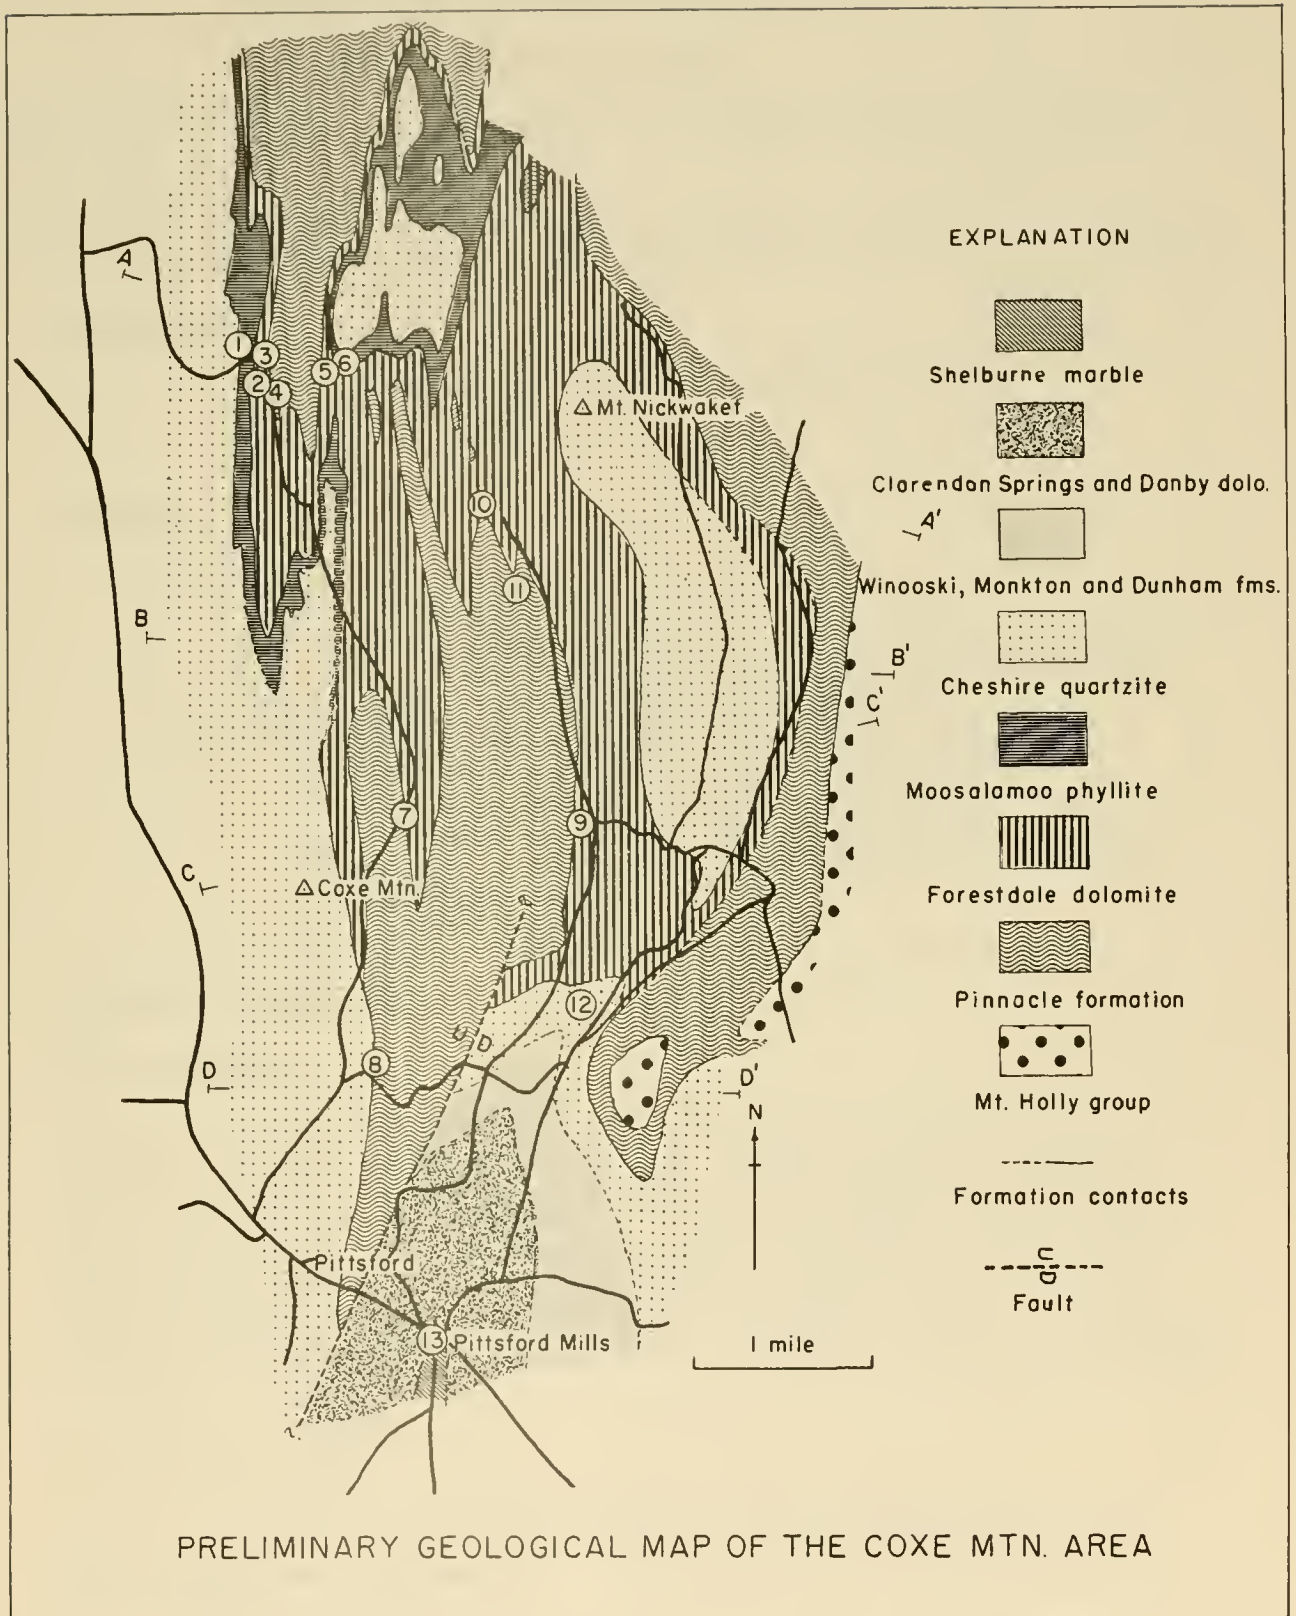 A
1
3
2
4
5
6
△ Mt. Nickwaket
10
11
B
7
9
C
△ Coxe Mtn.
?
12
U
D
8
D
D'
N
Pittsford
13
Pittsford Mills
?
1 mile
EXPLANATION
Shelburne marble
Clarendon Springs and Danby dolo.
A'
Winooski, Monkton and Dunham fms.
B'
Cheshire quartzite
C'
Moosalamoo phyllite
Forestdale dolomite
Pinnacle formation
Mt. Holly group
Formation contacts
U
D
Fault
PRELIMINARY GEOLOGICAL MAP OF THE COXE MTN. AREA